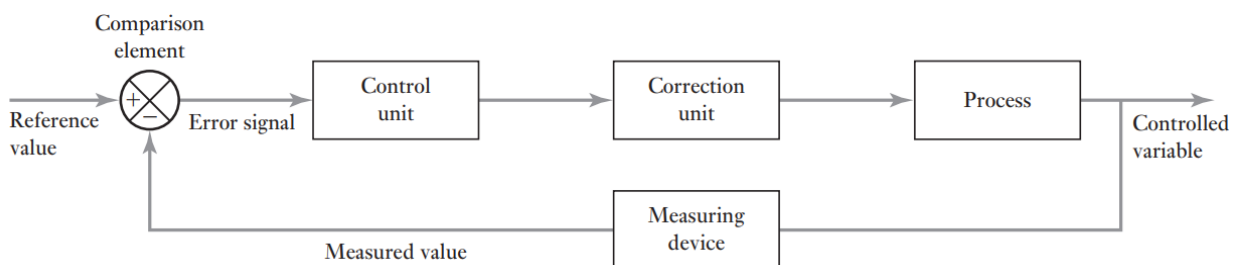 Comparison
element
+
−
Reference
value
Error signal
Control
unit
Correction
unit
Process
Controlled
variable
Measuring
device
Measured value